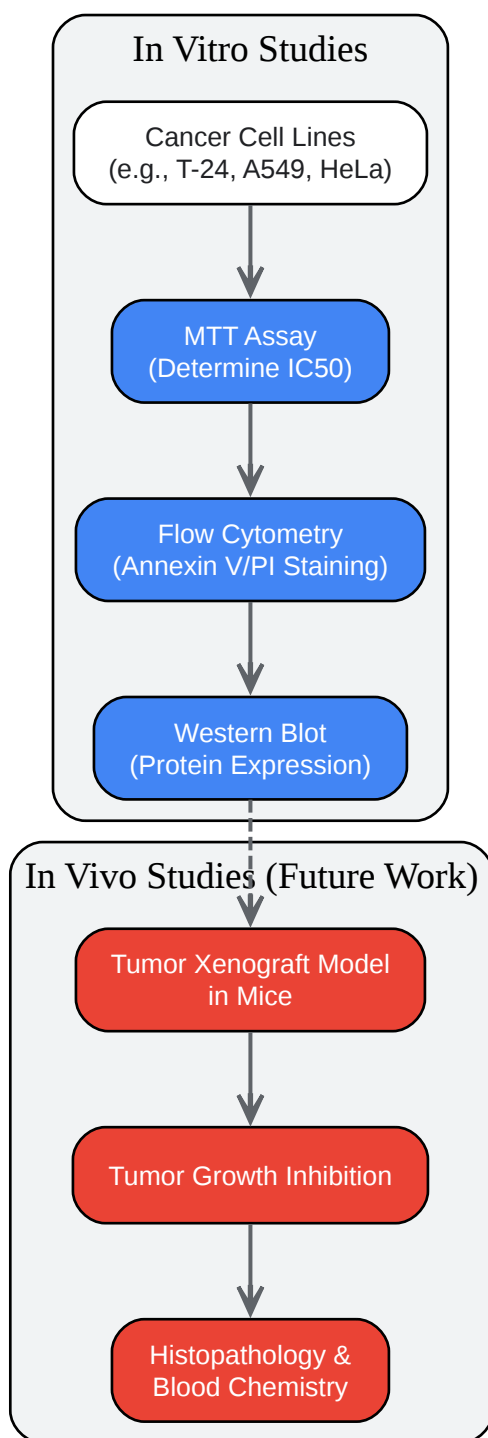 In Vitro Studies
Cancer Cell Lines
(e.g., T-24, A549, HeLa)
MTT Assay
(Determine IC50)
Flow Cytometry
(Annexin V/PI Staining)
Western Blot
(Protein Expression)
In Vivo Studies (Future Work)
Tumor Xenograft Model
in Mice
Tumor Growth Inhibition
Histopathology &
Blood Chemistry